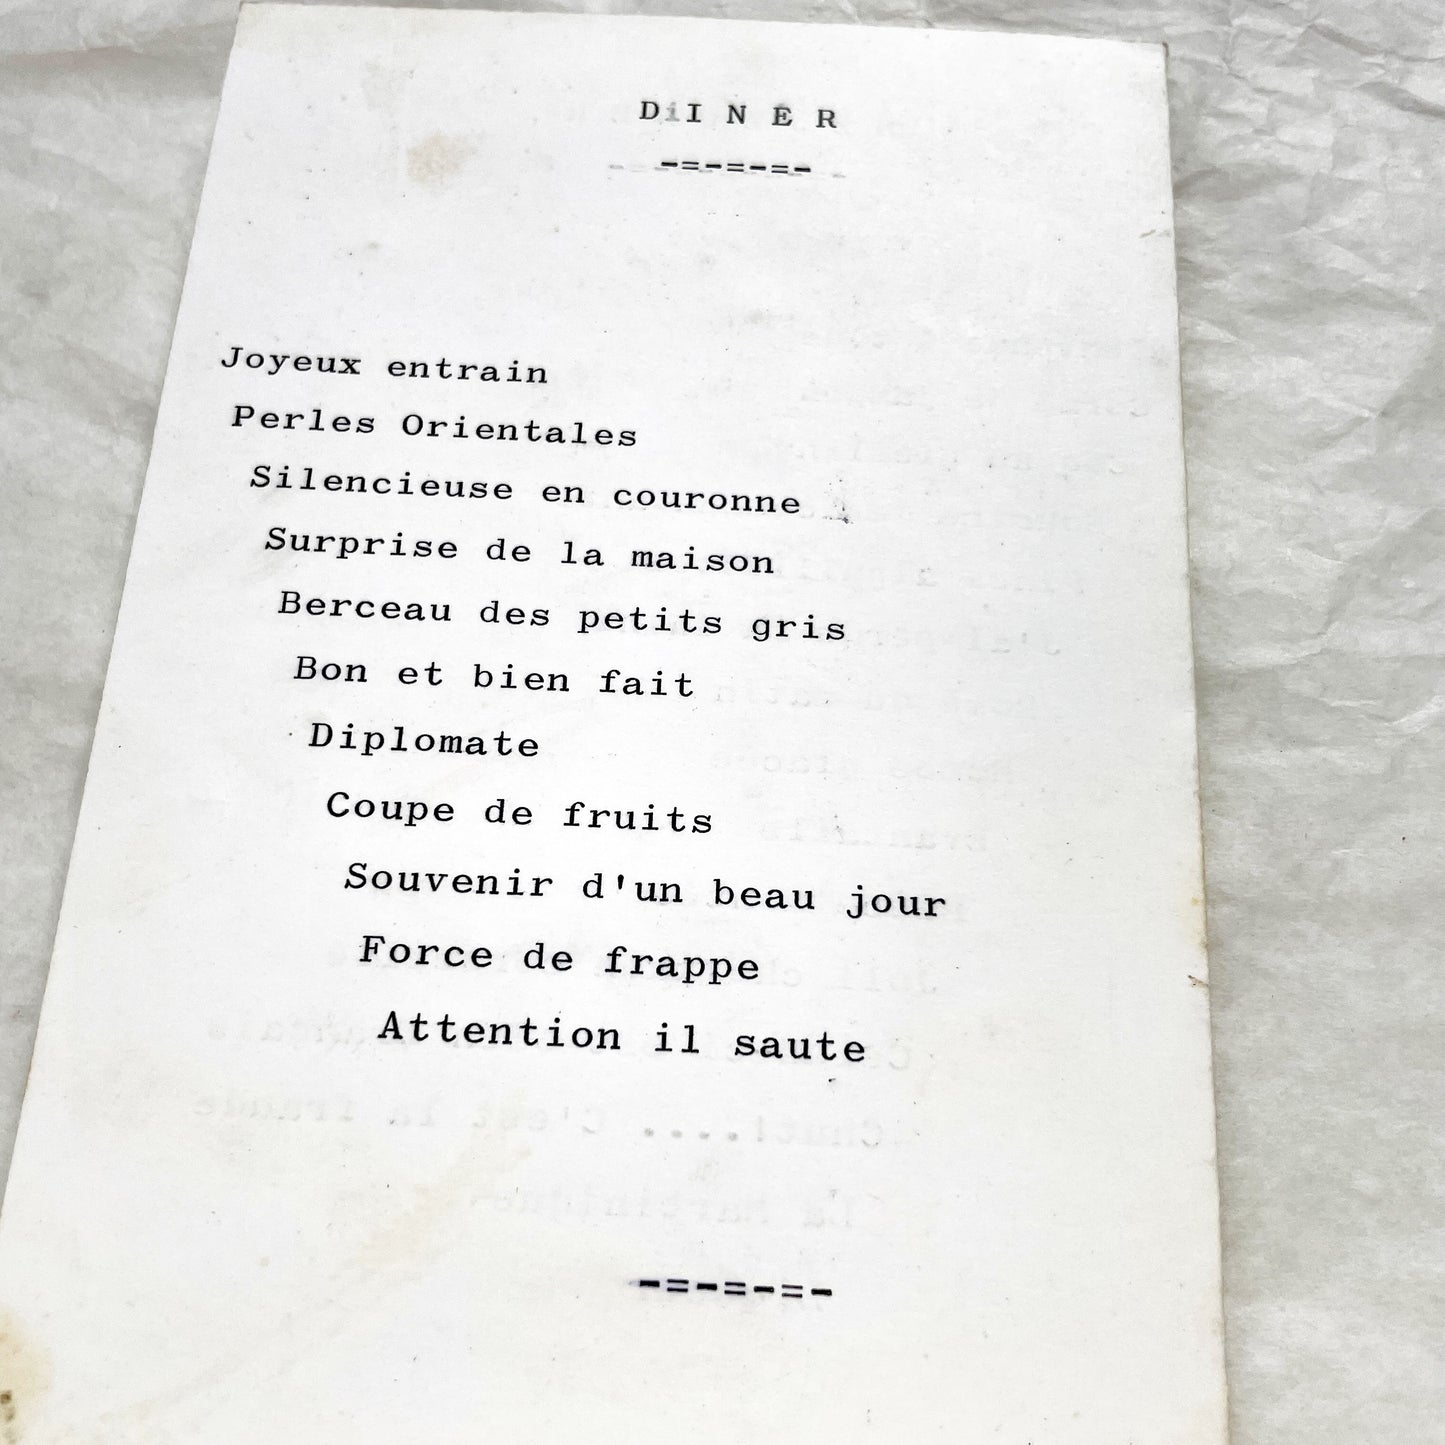 D I N E R
-=-=-=-
Joyeux entrain
Perles Orientales
Silencieuse en couronne
Surprise de la maison
Berceau des petits gris
Bon et bien fait
Diplomate
Coupe de fruits
Souvenir d'un beau jour
Force de frappe
Attention il saute
-=-=-=-